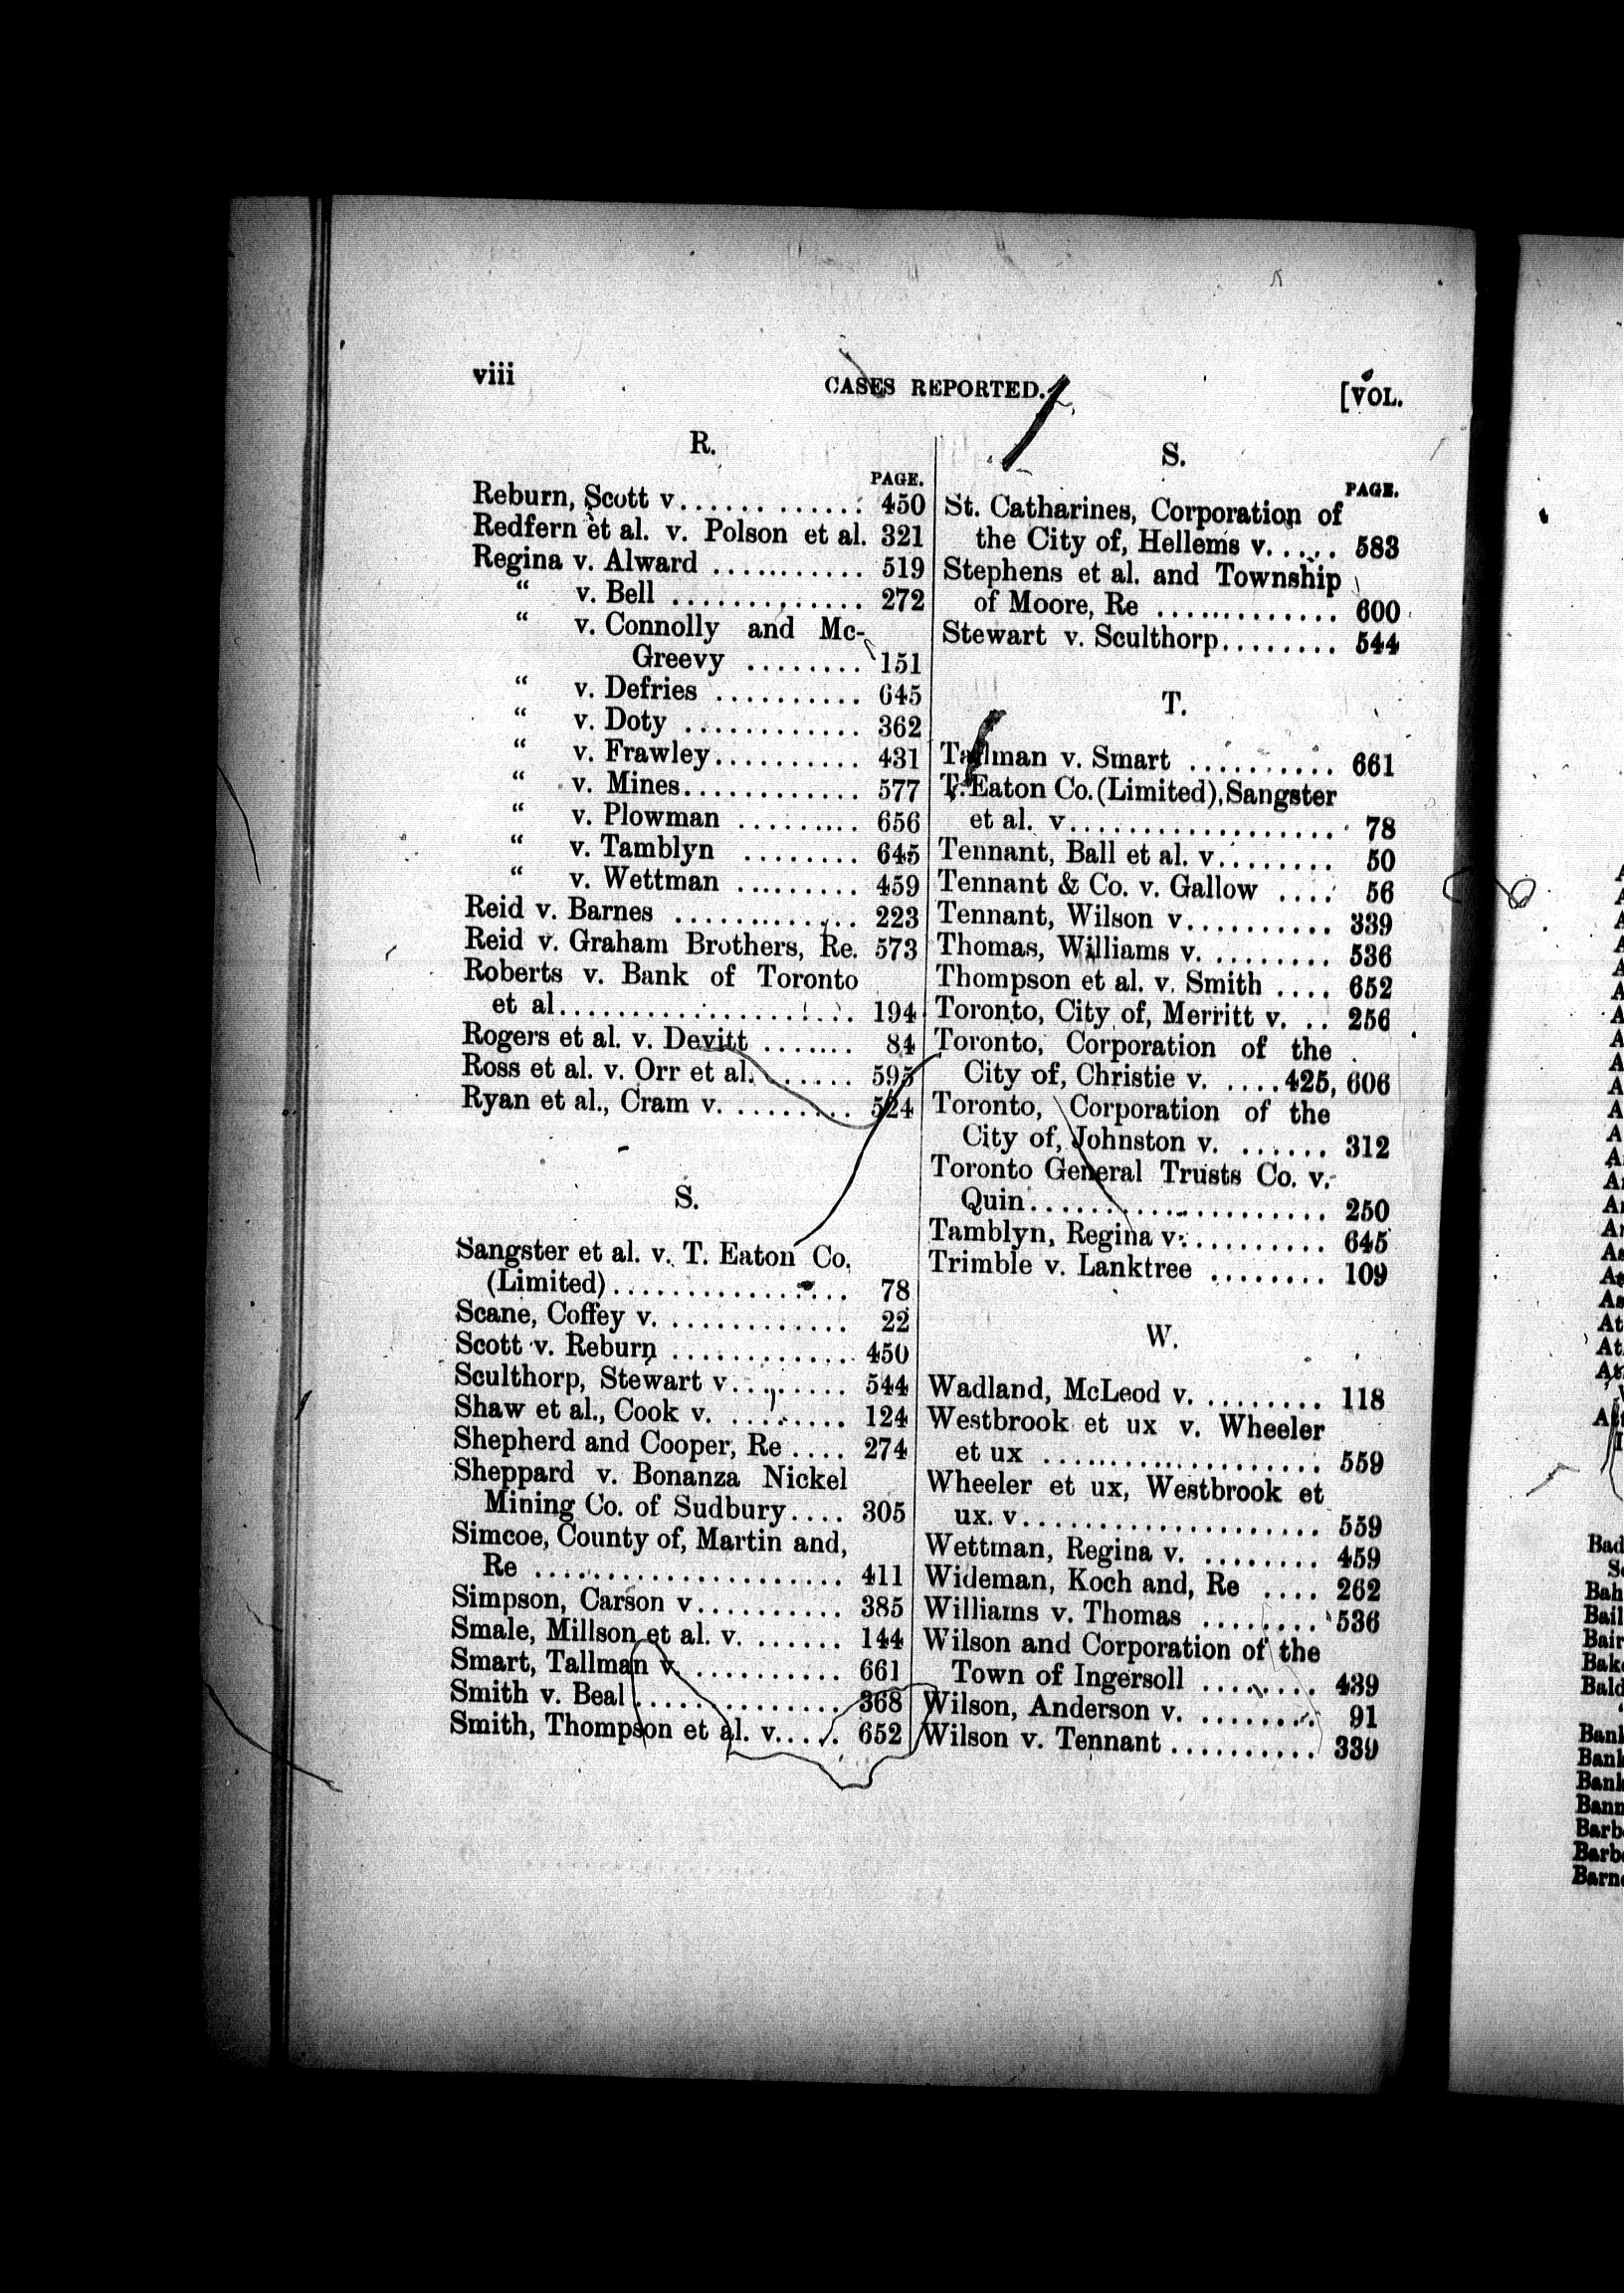 viii
CASES REPORTED.
[VOL.
R.
PAGE.
Reburn, Scott v............. 450
Redfern et al. v. Polson et al. 321
Regina v. Alward ........... 519
“ v. Bell ............. 272
“ v. Connolly and Mc-
Greevy ........ 151
“ v. Defries .......... 645
“ v. Doty ............ 362
“ v. Frawley.......... 431
“ v. Mines............ 577
“ v. Plowman ......... 656
“ v. Tamblyn ........ 645
“ v. Wettman ......... 459
Reid v. Barnes ............. 223
Reid v. Graham Brothers, Re. 573
Roberts v. Bank of Toronto
et al.................... 194
Rogers et al. v. Devitt ....... 84
Ross et al. v. Orr et al....... 595
Ryan et al., Cram v. ........ 524
S.
Sangster et al. v. T. Eaton Co.
(Limited)................ 78
Scane, Coffey v. ............ 22
Scott v. Reburn ............. 450
Sculthorp, Stewart v........ 544
Shaw et al., Cook v. ........ 124
Shepherd and Cooper, Re .... 274
Sheppard v. Bonanza Nickel
Mining Co. of Sudbury.... 305
Simcoe, County of, Martin and,
Re ..................... 411
Simpson, Carson v.......... 385
Smale, Millson et al. v. ...... 144
Smart, Tallman v. .......... 661
Smith v. Beal .............. 368
Smith, Thompson et al. v..... 652
S.
PAGE.
St. Catharines, Corporation of
the City of, Hellems v..... 583
Stephens et al. and Township
of Moore, Re ............. 600
Stewart v. Sculthorp........ 544
T.
Tallman v. Smart .......... 661
T. Eaton Co. (Limited), Sangster
et al. v.................. 78
Tennant, Ball et al. v........ 50
Tennant & Co. v. Gallow .... 56
Tennant, Wilson v.......... 339
Thomas, Williams v. ........ 536
Thompson et al. v. Smith .... 652
Toronto, City of, Merritt v. .. 256
Toronto, Corporation of the
City of, Christie v. ....425, 606
Toronto, Corporation of the
City of, Johnston v. ...... 312
Toronto General Trusts Co. v.
Quin.................... 250
Tamblyn, Regina v.......... 645
Trimble v. Lanktree ........ 109
W.
Wadland, McLeod v. ........ 118
Westbrook et ux v. Wheeler
et ux ................... 559
Wheeler et ux, Westbrook et
ux. v.................... 559
Wettman, Regina v. ........ 459
Wideman, Koch and, Re .... 262
Williams v. Thomas ........ 536
Wilson and Corporation of the
Town of Ingersoll ........ 439
Wilson, Anderson v. ........ 91
Wilson v. Tennant .......... 339